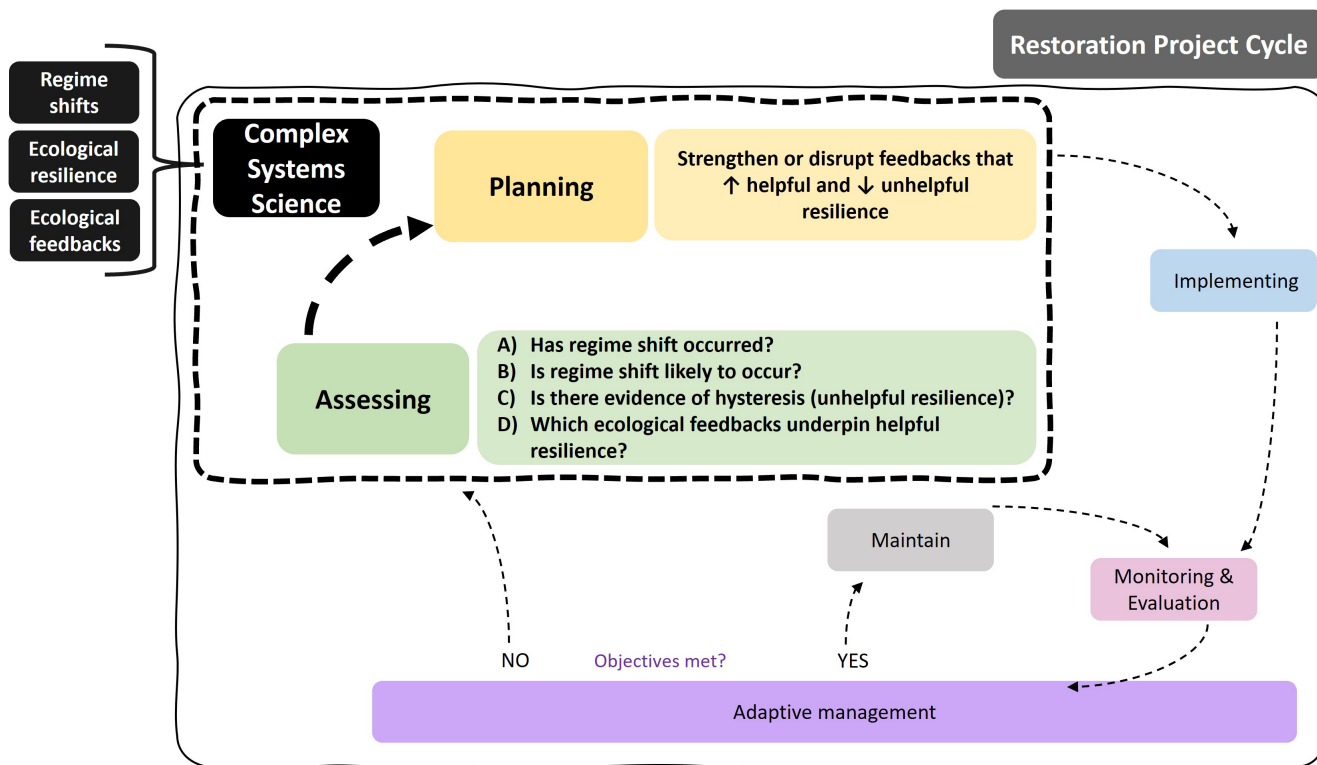 Restoration Project Cycle
Regime
shifts
Ecological
resilience
Ecological
feedbacks
Complex
Systems
Science
Planning
Strengthen or disrupt feedbacks that
↑ helpful and ↓ unhelpful
resilience
Implementing
Assessing
A) Has regime shift occurred?
B) Is regime shift likely to occur?
C) Is there evidence of hysteresis (unhelpful resilience)?
D) Which ecological feedbacks underpin helpful
resilience?
Maintain
Monitoring &
Evaluation
NO
Objectives met?
YES
Adaptive management